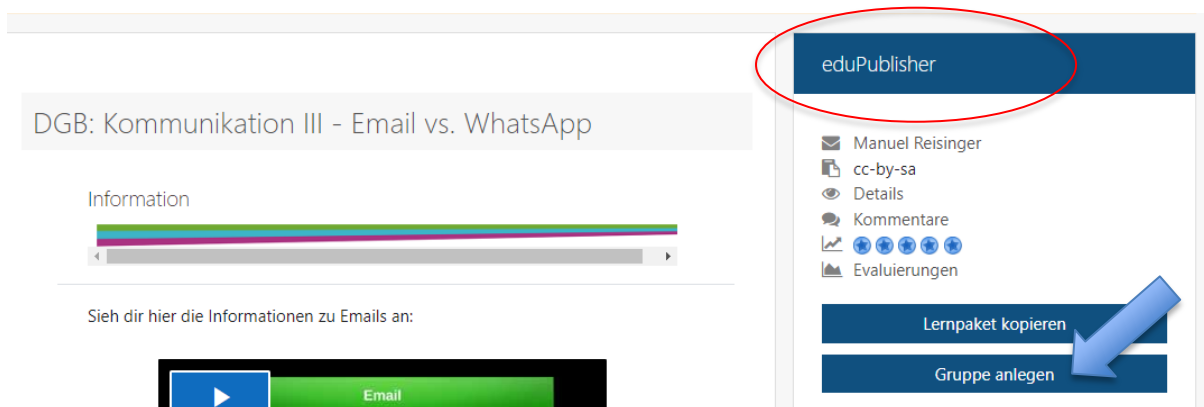 eduPublisher
DGB: Kommunikation III - Email vs. WhatsApp
Information
Sieh dir hier die Informationen zu Emails an:
Email
Manuel Reisinger
cc-by-sa
Details
Kommentare
Evaluierungen
Lernpaket kopieren
Gruppe anlegen